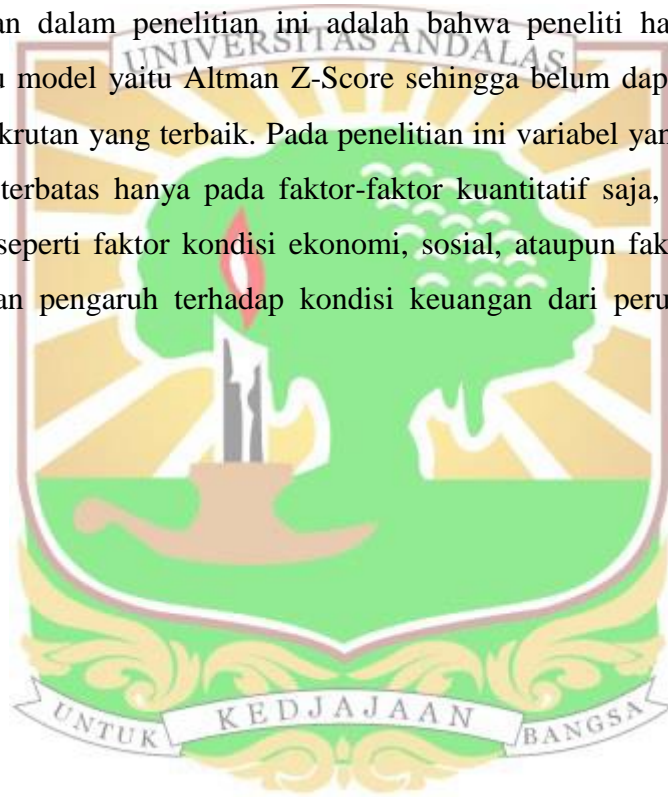 an dalam penelitian ini adalah bahwa peneliti ha
UNIVERSITAS ANDALAS
u model yaitu Altman Z-Score sehingga belum dap
krutan yang terbaik. Pada penelitian ini variabel yan
terbatas hanya pada faktor-faktor kuantitatif saja,
seperti faktor kondisi ekonomi, sosial, ataupun fak
an pengaruh terhadap kondisi keuangan dari peru
UNTUK KEDJAJAAN BANGSA